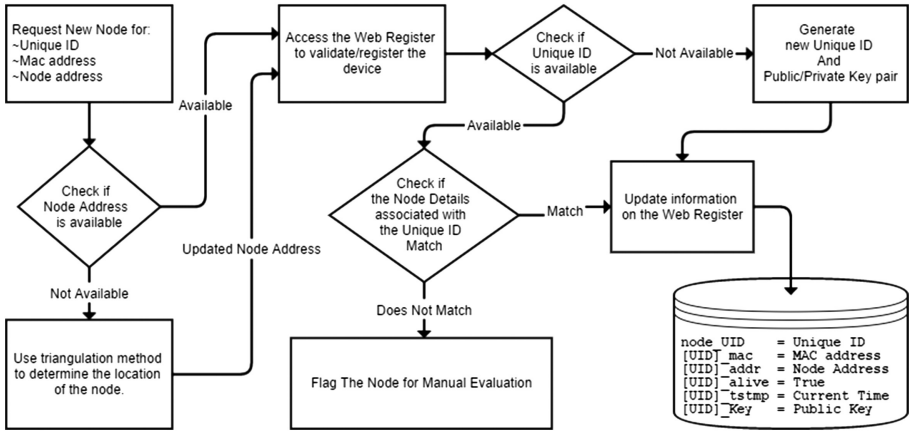 Request New Node for:
~Unique ID
~Mac address
~Node address
Available
Check if
Node Address
is available
Not Available
Use triangulation method
to determine the location
of the node.
Updated Node Address
Access the Web Register
to validate/register the
device
Check if
Unique ID
is available
Not Available
Generate
new Unique ID
And
Public/Private Key pair
Available
Check if
the Node Details
associated with
the Unique ID
Match
Match
Update information
on the Web Register
Does Not Match
Flag The Node for Manual Evaluation
node_UID = Unique ID
[UID]_mac = MAC address
[UID]_addr = Node Address
[UID]_alive = True
[UID]_tstmp = Current Time
[UID]_Key = Public Key